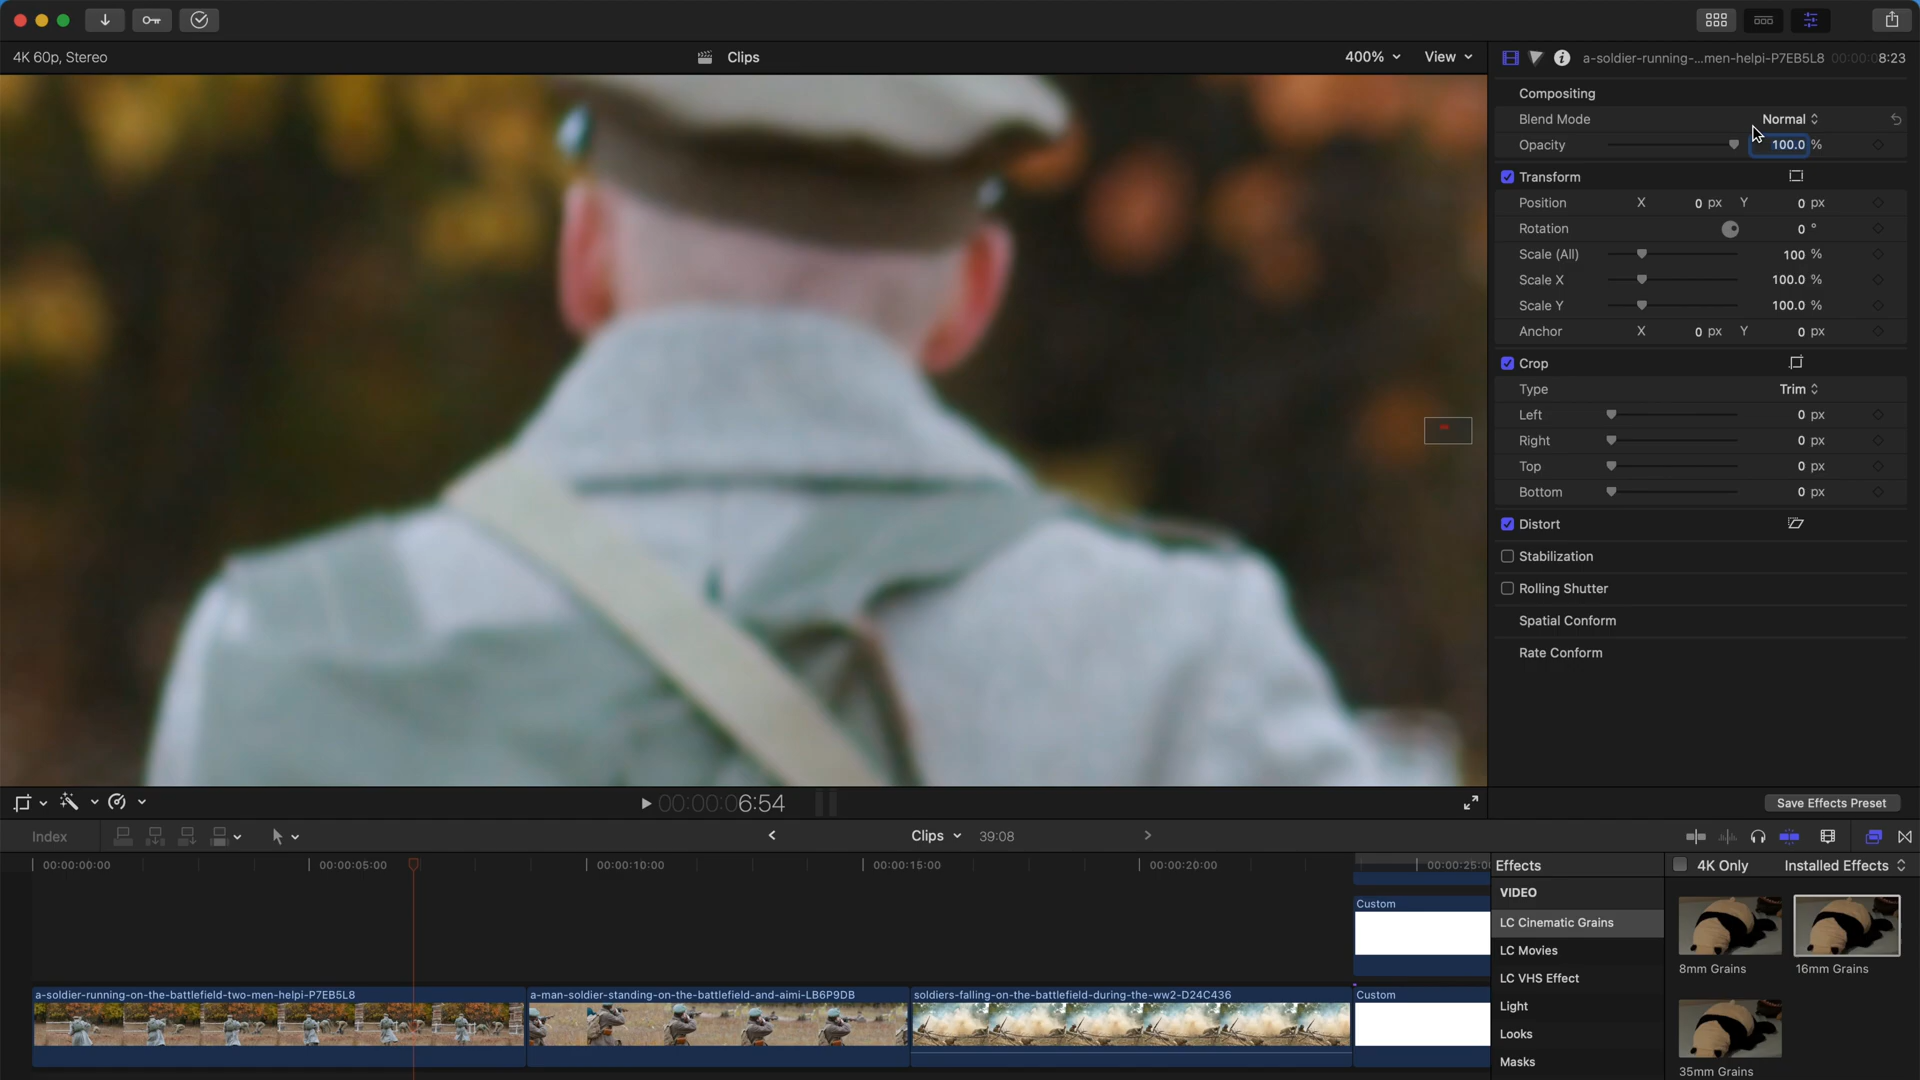 4K 60p, Stereo
Clips
400%
View
a-soldier-running-...men-helpi-P7EB5L8
00:00:08:23
Compositing
Blend Mode
Normal
Opacity
100.0 %
Transform
Position X 0 px Y 0 px
Rotation 0 °
Scale (All) 100 %
Scale X 100.0 %
Scale Y 100.0 %
Anchor X 0 px Y 0 px
Crop
Type Trim
Left 0 px
Right 0 px
Top 0 px
Bottom 0 px
Distort
Stabilization
Rolling Shutter
Spatial Conform
Rate Conform
00:00:06:54
Save Effects Preset
Index
Clips
39:08
00:00:00:00
00:00:05:00
00:00:10:00
00:00:15:00
00:00:20:00
00:00:25:0
Custom
a-soldier-running-on-the-battlefield-two-men-helpi-P7EB5L8
a-man-soldier-standing-on-the-battlefield-and-aimi-LB6P9DB
soldiers-falling-on-the-battlefield-during-the-ww2-D24C436
Custom
Effects
4K Only
Installed Effects
VIDEO
LC Cinematic Grains
LC Movies
LC VHS Effect
Light
Looks
Masks
8mm Grains
16mm Grains
35mm Grains